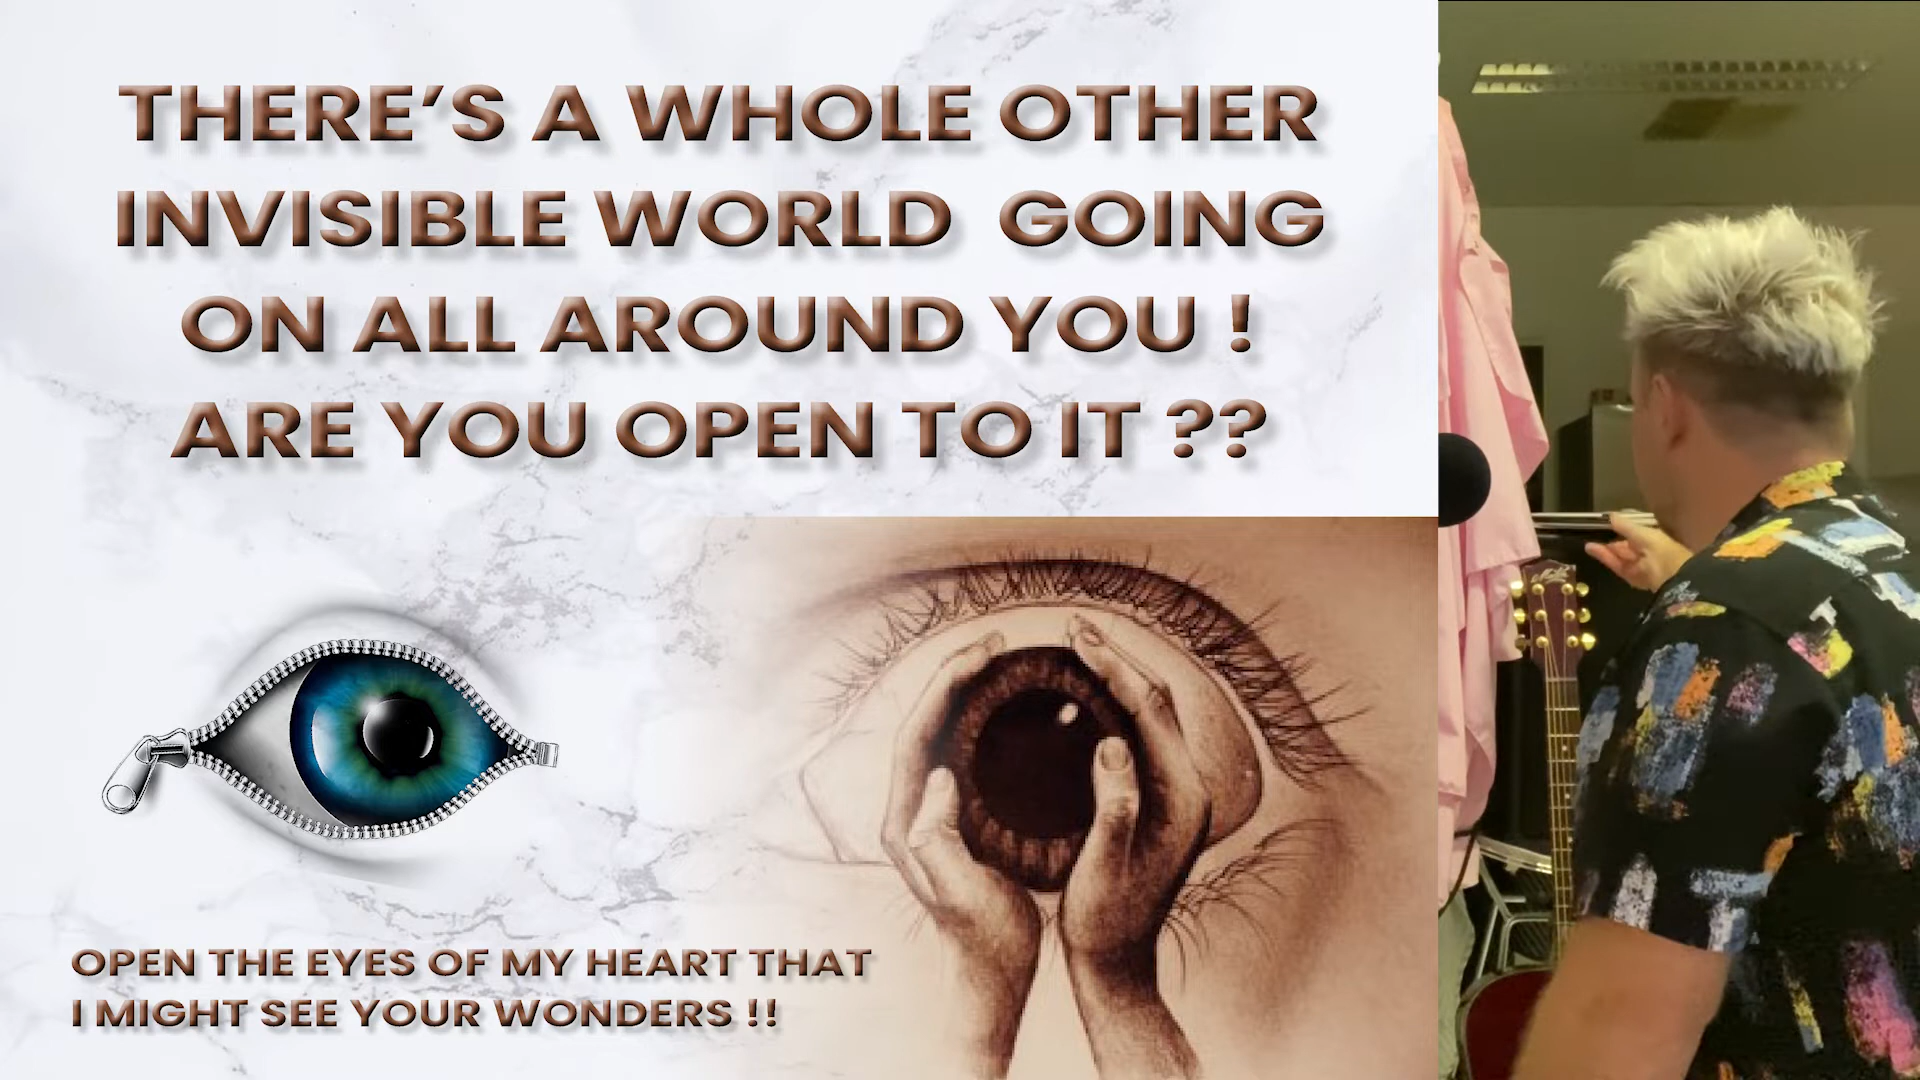 THERE’S A WHOLE OTHER
INVISIBLE WORLD GOING
ON ALL AROUND YOU !
ARE YOU OPEN TO IT ??
OPEN THE EYES OF MY HEART THAT
I MIGHT SEE YOUR WONDERS !!